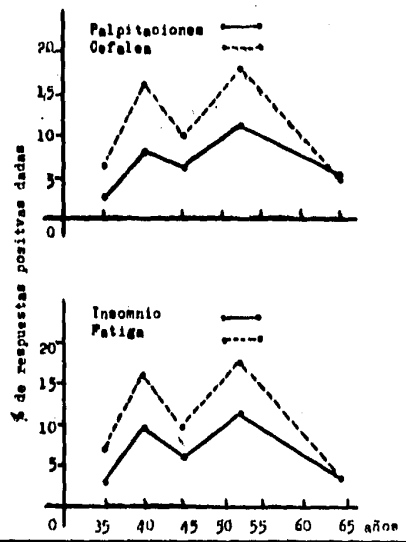 Palpitaciones
Cefalea
20
15
10
5
0
% de respuestas positvas dadas
Insomnio
Fatiga
20
15
10
5
0
35 40 45 50 55 60 65 años